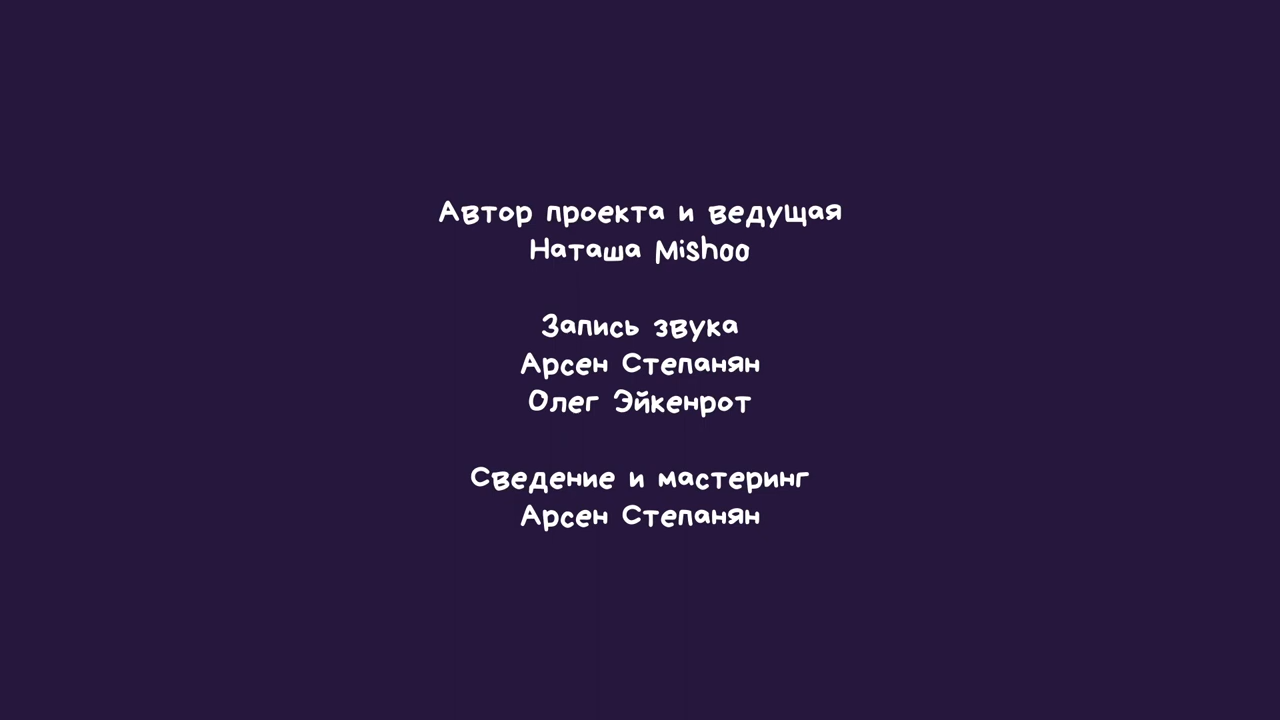 Автор проекта и ведущая
Наташа Mishoo
Запись звука
Арсен Степанян
Олег Эйкенрот
Сведение и мастеринг
Арсен Степанян